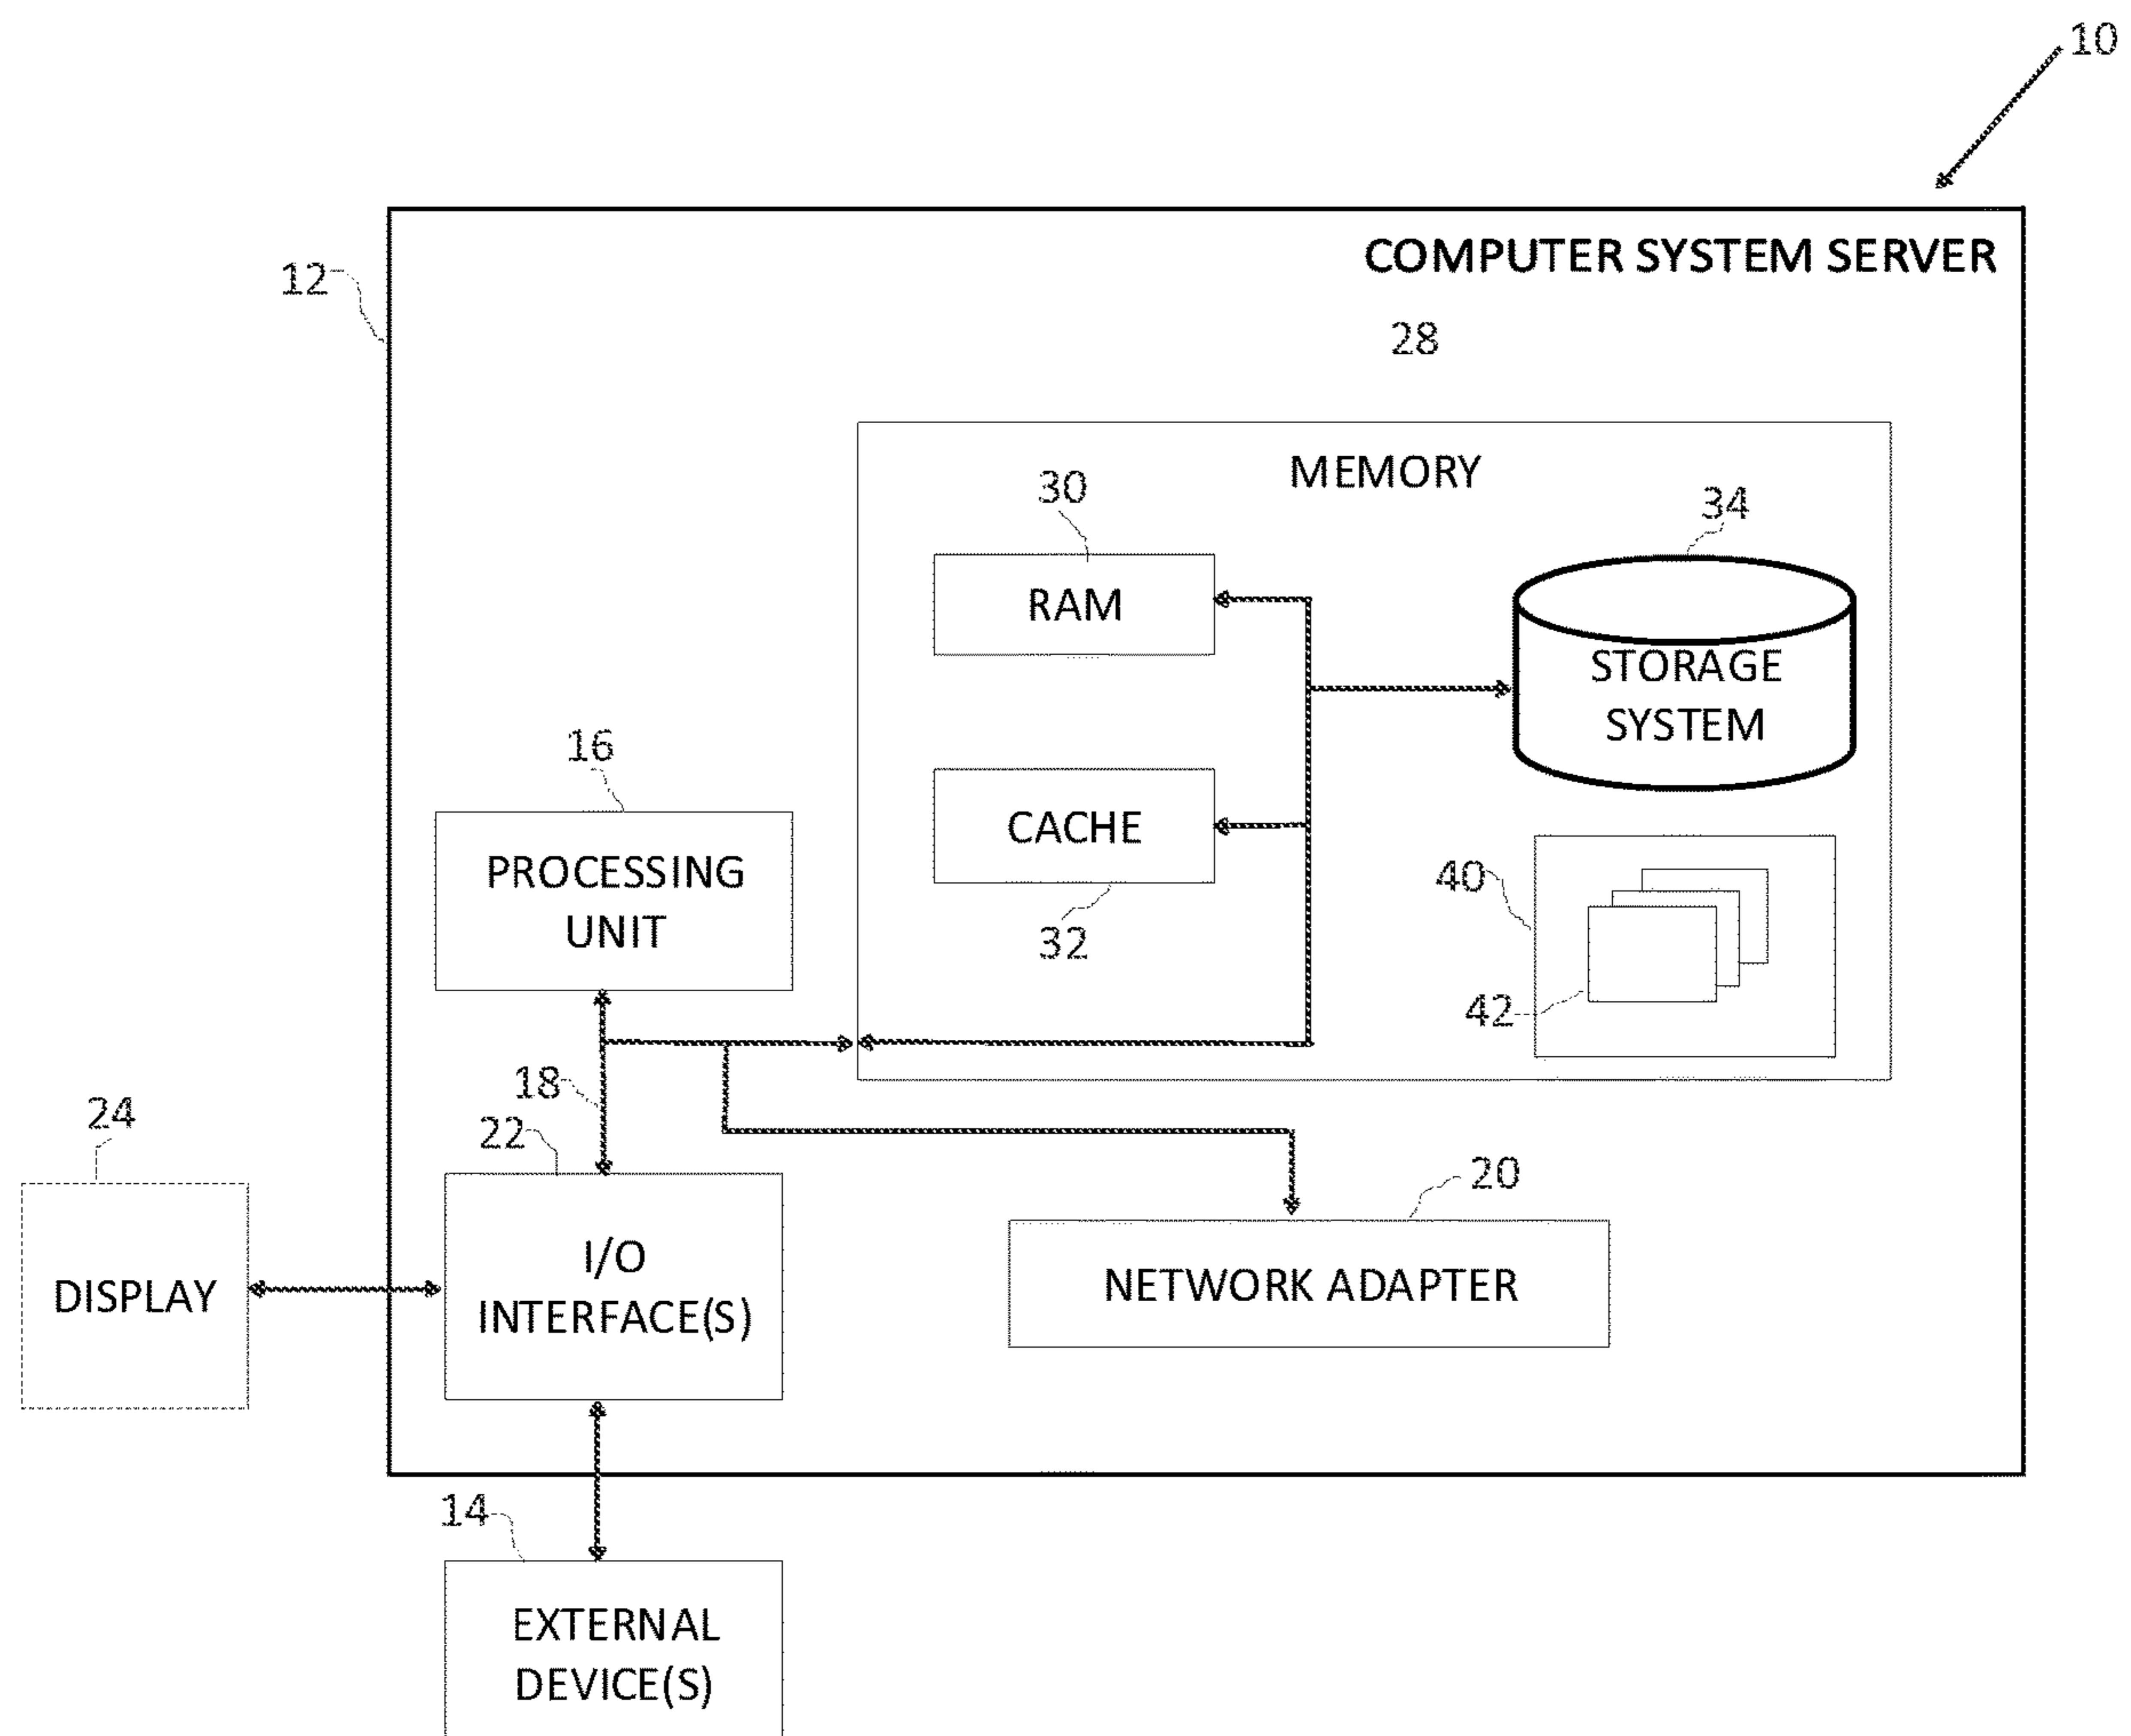 10
COMPUTER SYSTEM SERVER
12
28
MEMORY
30
34
RAM
STORAGE
SYSTEM
16
CACHE
PROCESSING
UNIT
40
32
42
18
24
22
20
I/O
INTERFACE(S)
DISPLAY
NETWORK ADAPTER
14
EXTERNAL
DEVICE(S)